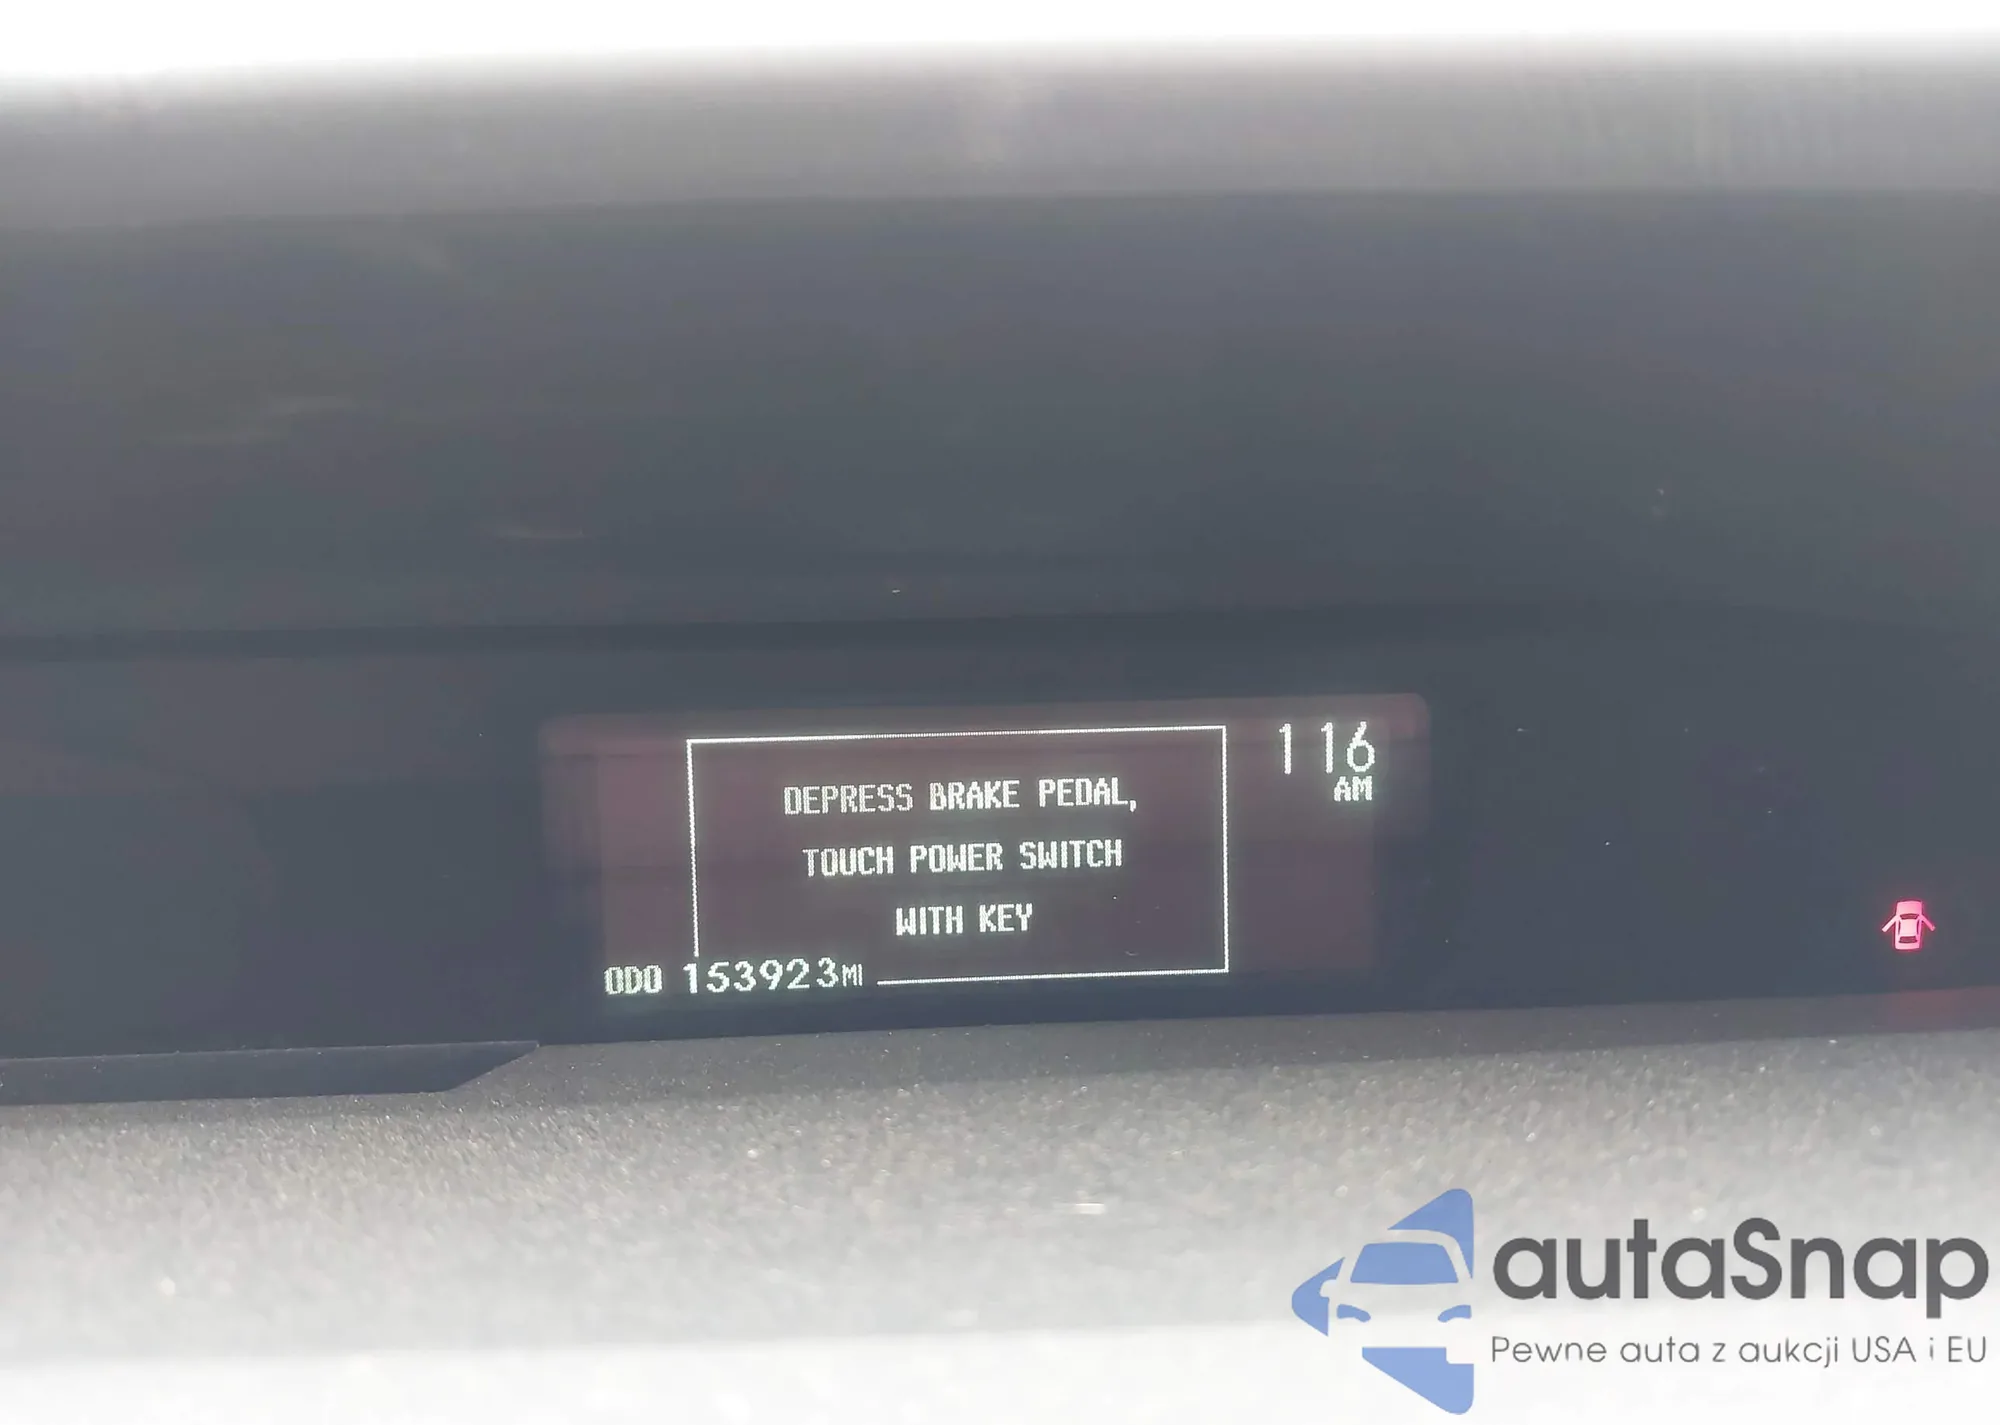 DEPRESS BRAKE PEDAL,
TOUCH POWER SWITCH
WITH KEY
1 16
AM
ODO 153923MI
autaSnap
Pewne auta z aukcji USA i EU